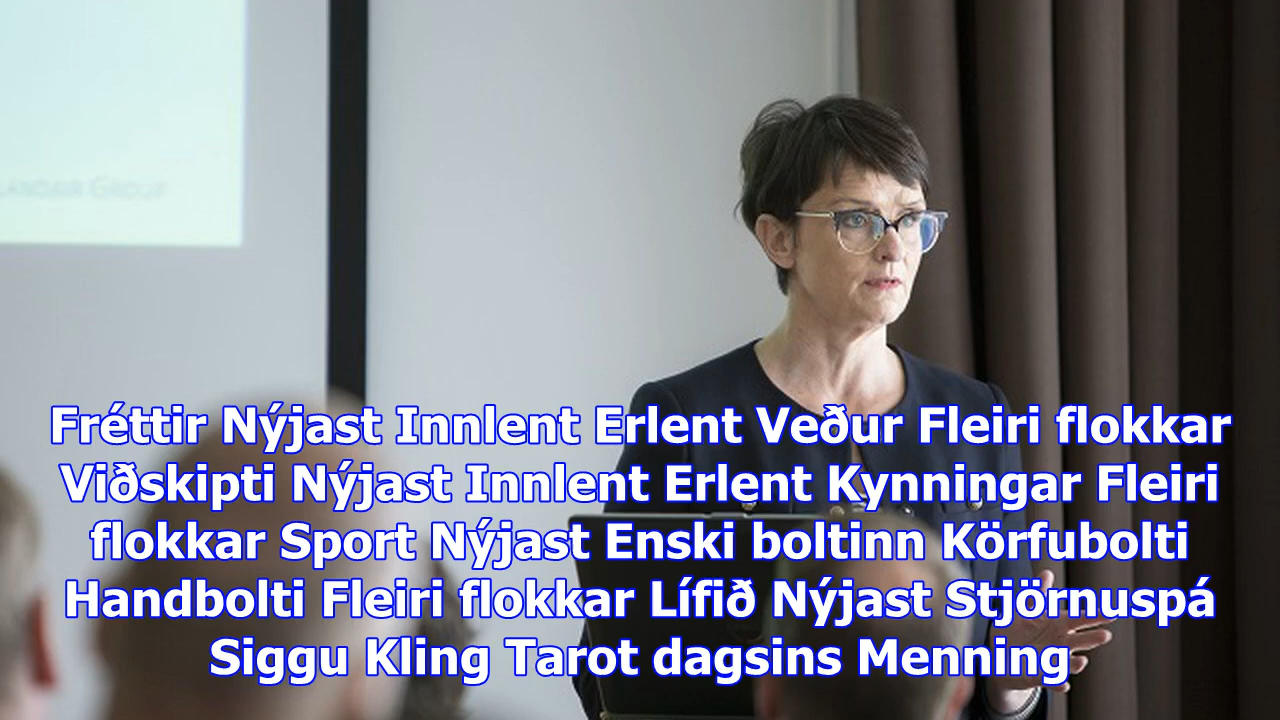 Fréttir Nýjast Innlent Erlent Veður Fleiri flokkar
Viðskipti Nýjast Innlent Erlent Kynningar Fleiri
flokkar Sport Nýjast Enski boltinn Körfubolti
Handbolti Fleiri flokkar Lífið Nýjast Stjörnuspá
Siggu Kling Tarot dagsins Menning